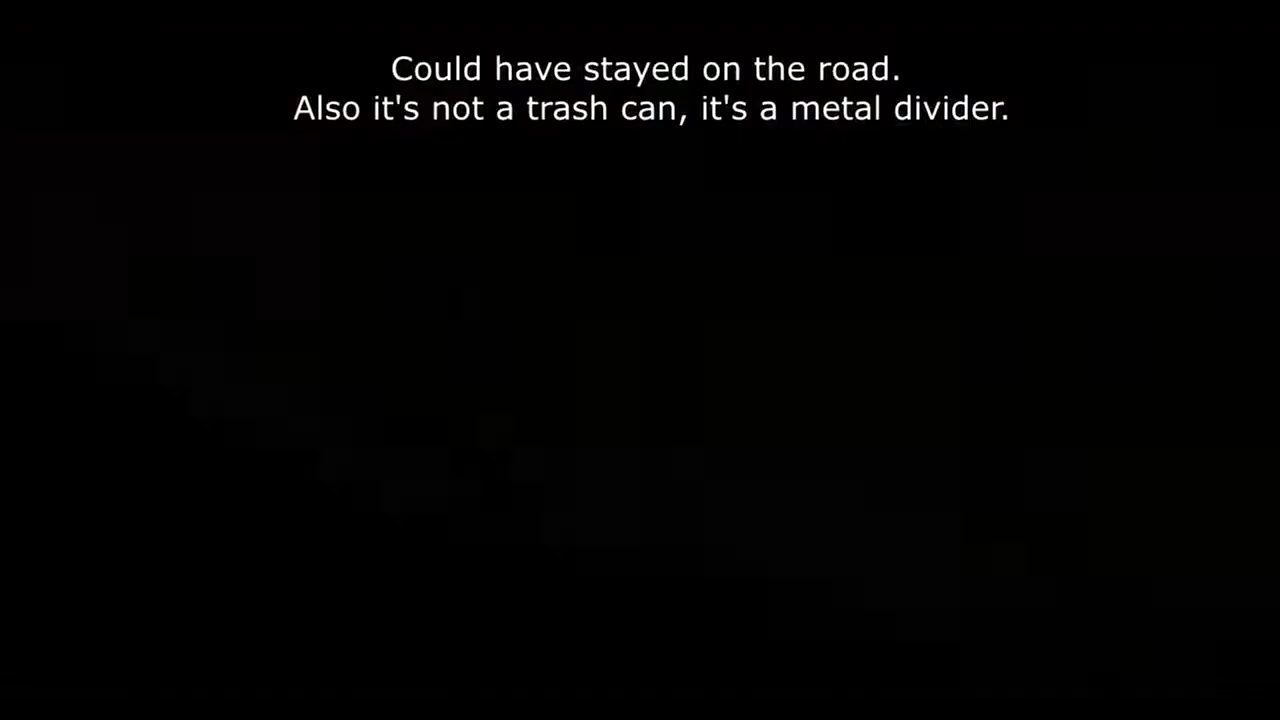 Could have stayed on the road.
Also it's not a trash can, it's a metal divider.